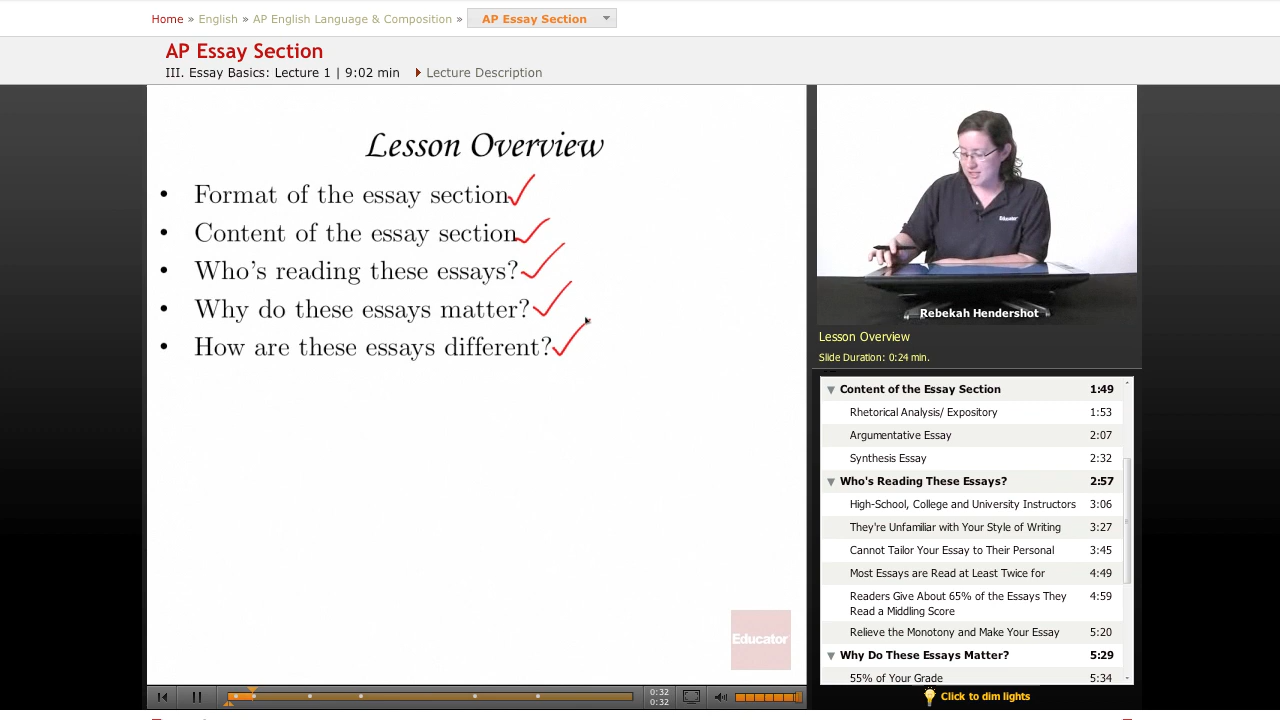 Home » English » AP English Language & Composition » AP Essay Section
AP Essay Section
III. Essay Basics: Lecture 1 | 9:02 min Lecture Description
Lesson Overview
• Format of the essay section
• Content of the essay section
• Who's reading these essays?
• Why do these essays matter?
• How are these essays different?
Educator
Educator
Rebekah Hendershot
Lesson Overview
Slide Duration: 0:24 min.
Content of the Essay Section 1:49
Rhetorical Analysis/ Expository 1:53
Argumentative Essay 2:07
Synthesis Essay 2:32
Who's Reading These Essays? 2:57
High-School, College and University Instructors 3:06
They're Unfamiliar with Your Style of Writing 3:27
Cannot Tailor Your Essay to Their Personal 3:45
Most Essays are Read at Least Twice for 4:49
Readers Give About 65% of the Essays They 4:59
Read a Middling Score
Relieve the Monotony and Make Your Essay 5:20
Why Do These Essays Matter? 5:29
55% of Your Grade 5:34
0:32
0:32
Click to dim lights